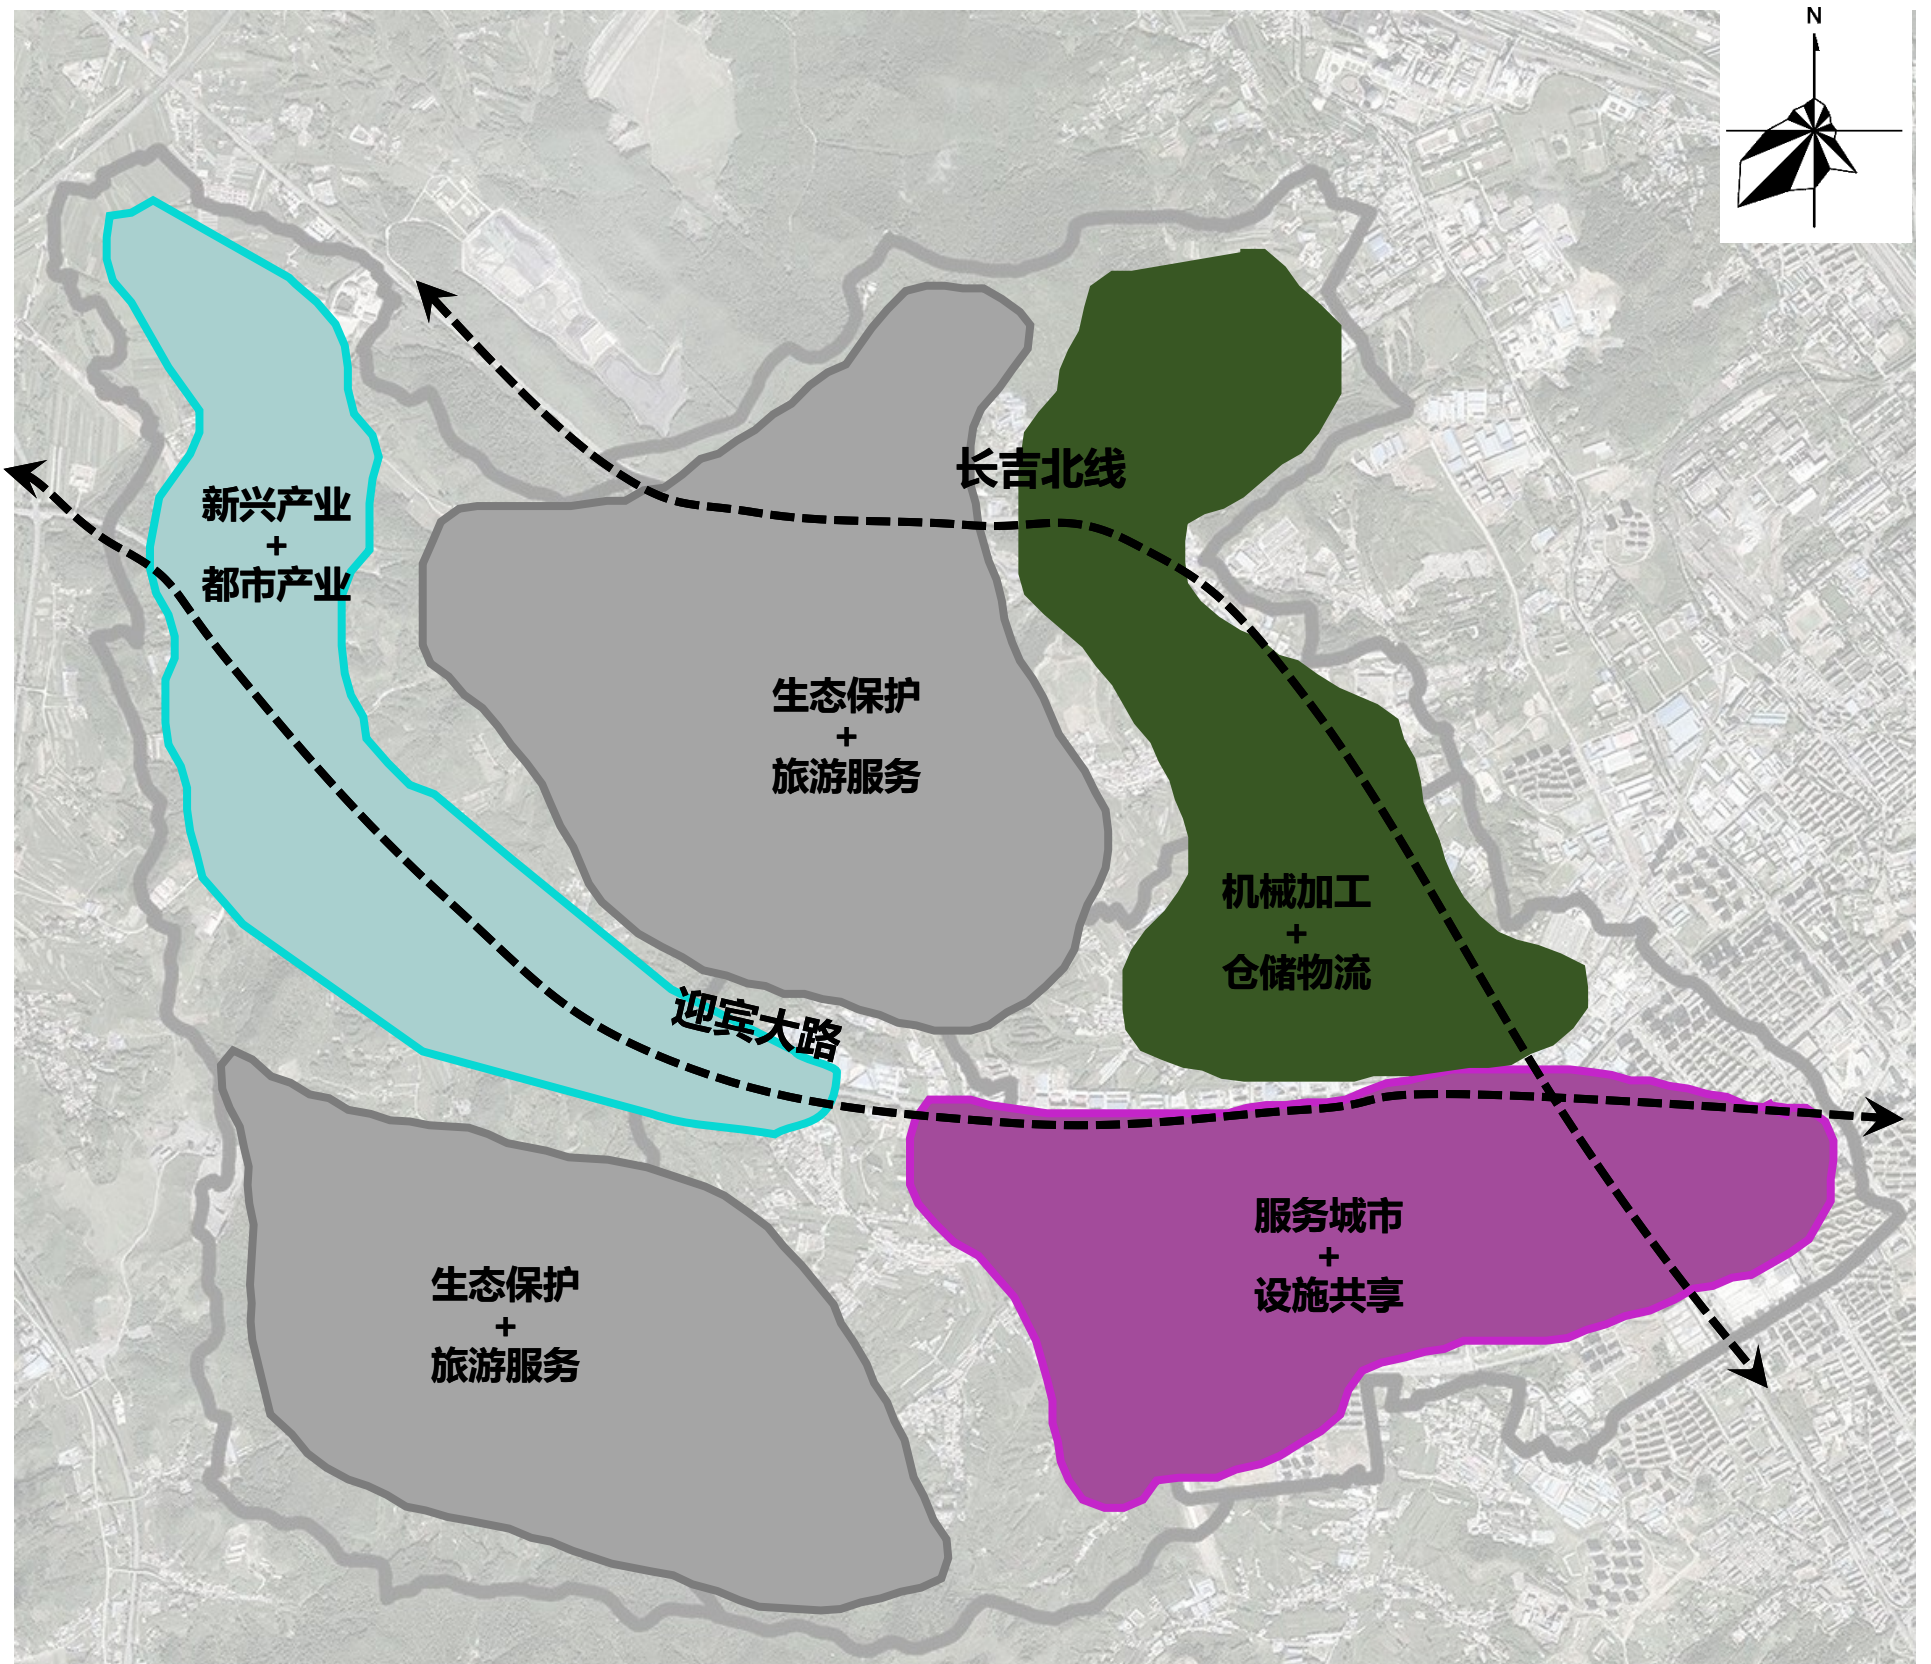 N
长吉北线
新兴产业
+
都市产业
生态保护
+
旅游服务
机械加工
+
仓储物流
迎宾大路
服务城市
+
设施共享
生态保护
+
旅游服务